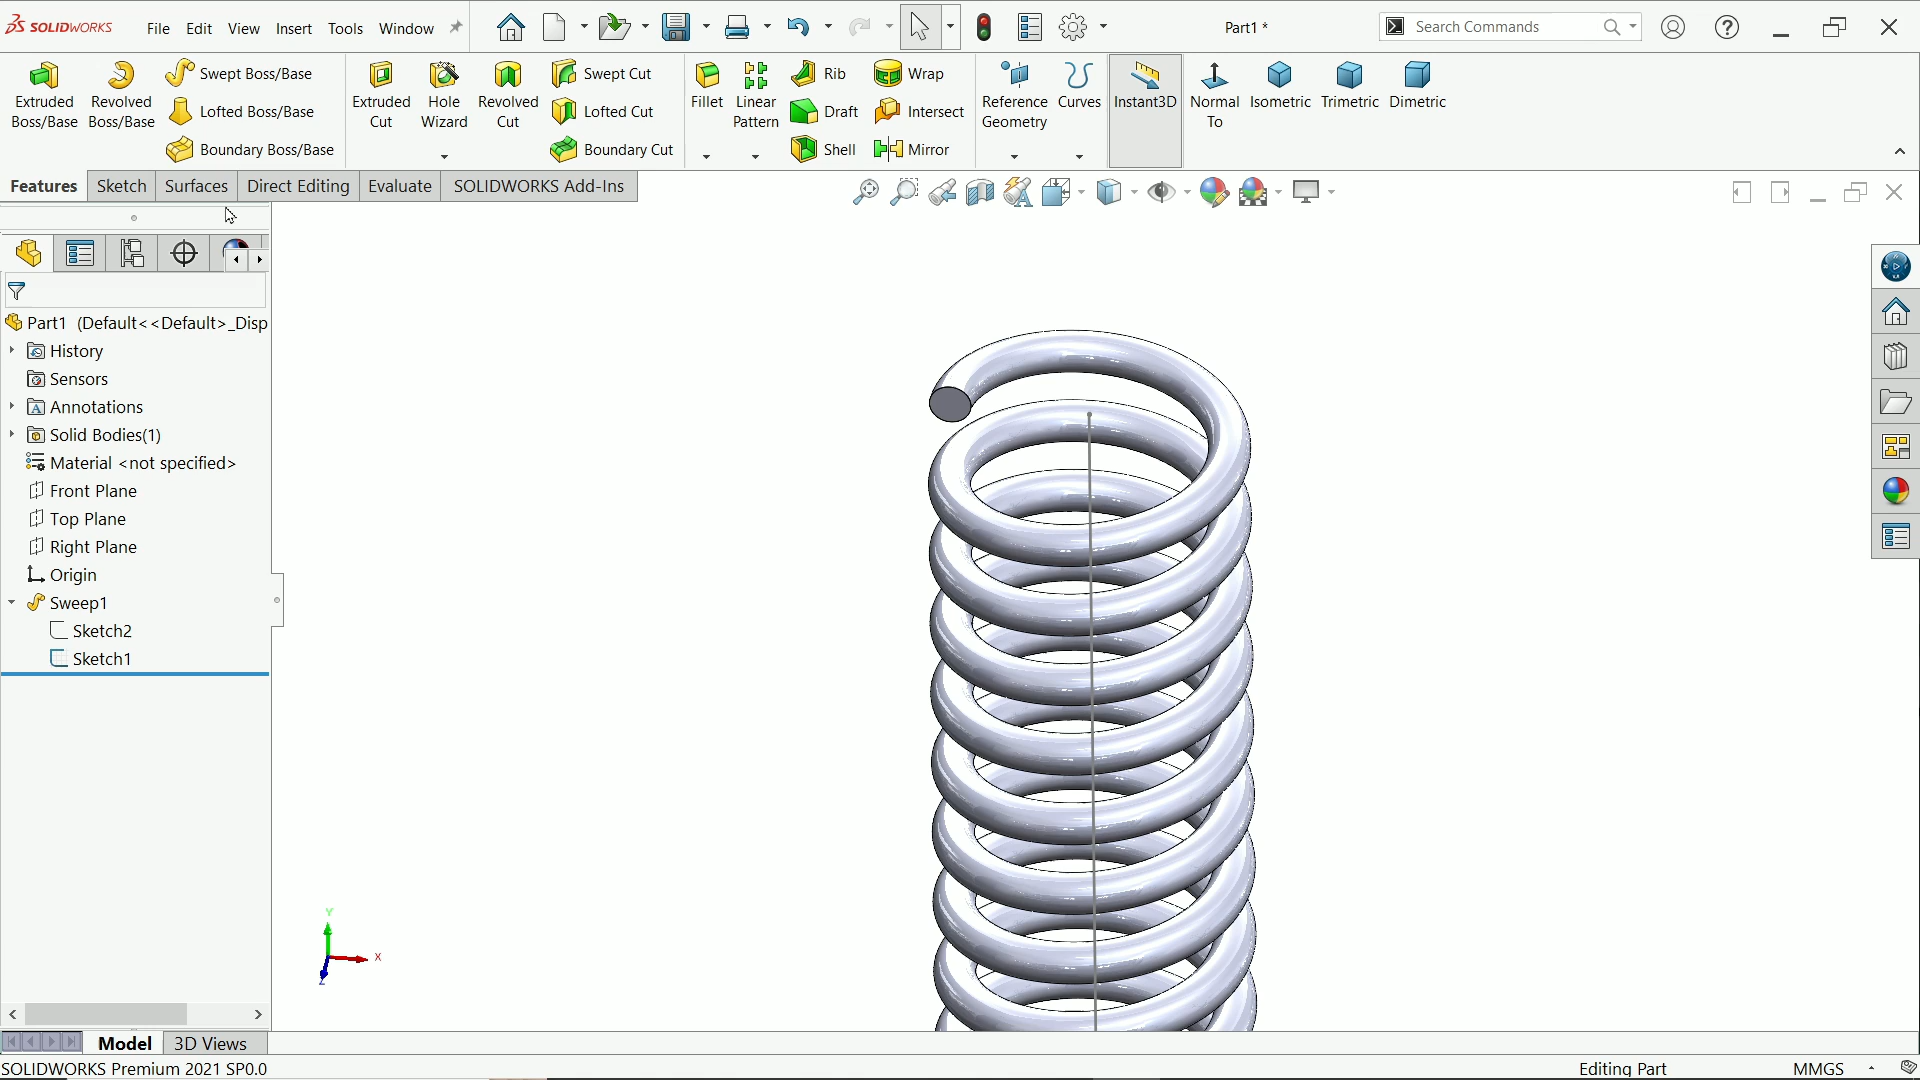 SOLIDWORKS File Edit View Insert Tools Window Part1 * Search Commands
Extruded Boss/Base
Revolved Boss/Base
Swept Boss/Base
Lofted Boss/Base
Boundary Boss/Base
Extruded Cut
Hole Wizard
Revolved Cut
Swept Cut
Lofted Cut
Boundary Cut
Fillet
Linear Pattern
Rib
Draft
Shell
Wrap
Intersect
Mirror
Reference Geometry
Curves
Instant3D
Normal To
Isometric
Trimetric
Dimetric
Features Sketch Surfaces Direct Editing Evaluate SOLIDWORKS Add-Ins
Part1 (Default<<Default>_Disp
History
Sensors
Annotations
Solid Bodies(1)
Material <not specified>
Front Plane
Top Plane
Right Plane
Origin
Sweep1
Sketch2
Sketch1
Y
X
Z
Model 3D Views
SOLIDWORKS Premium 2021 SP0.0 Editing Part MMGS